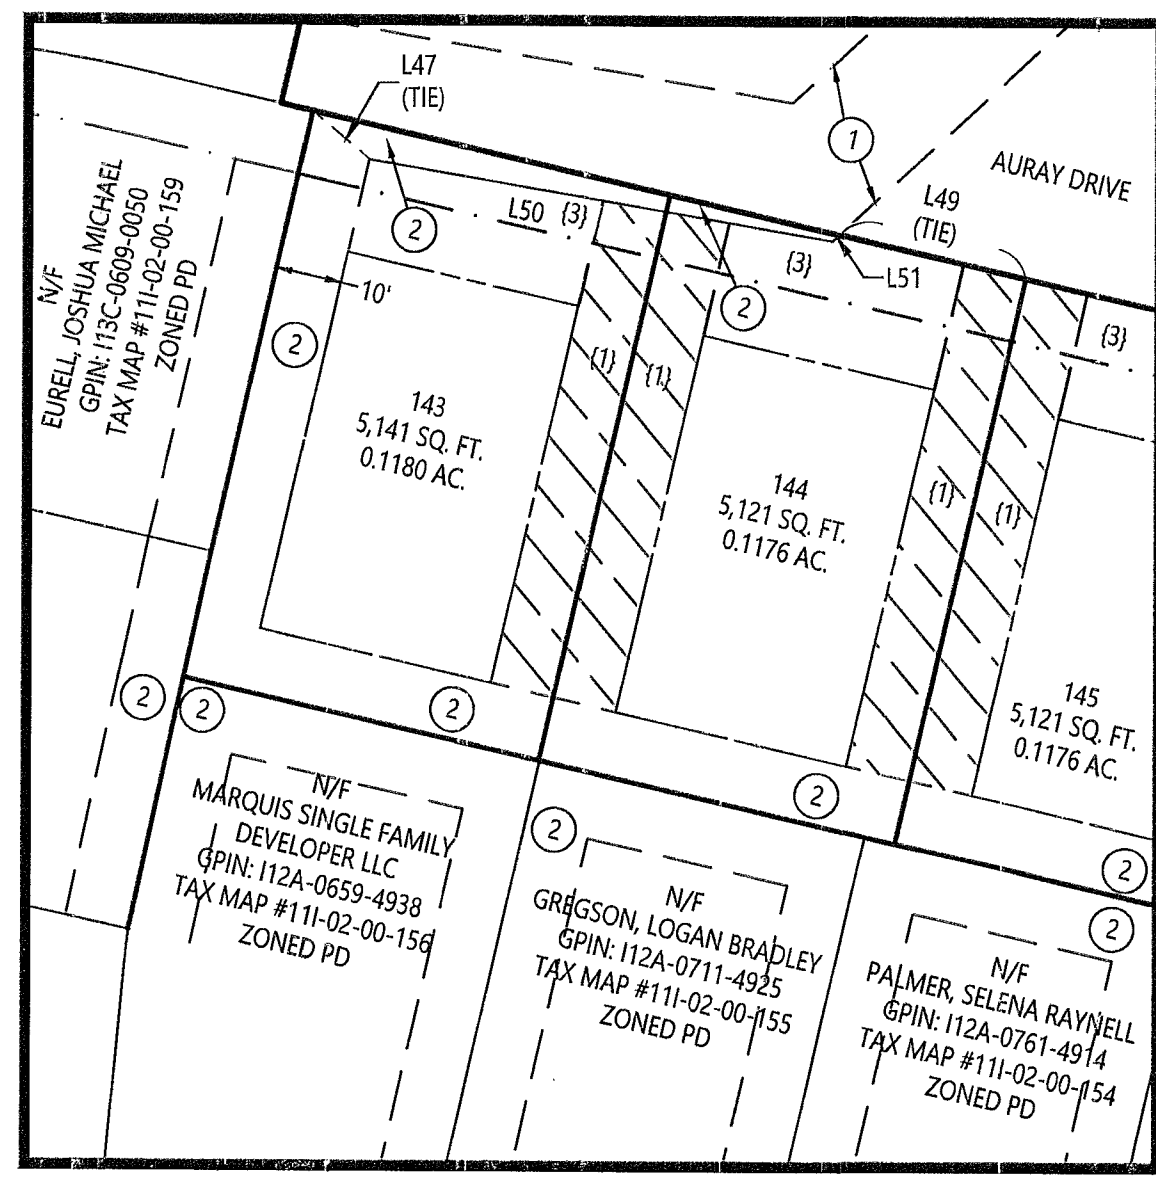 L47
(TIE)
1
AURAY DRIVE
L49
(TIE)
N/F
EURELL, JOSHUA MICHAEL
GPIN: I13C-0609-0050
TAX MAP #11I-02-00-159
ZONED PD
2
L50
{3}
{3}
L51
2
10'
2
{3}
{1}
{1}
143
5,141 SQ. FT.
0.1180 AC.
144
5,121 SQ. FT.
0.1176 AC.
{1}
{1}
145
5,121 SQ. FT.
0.1176 AC.
2
2
2
2
2
2
2
N/F
MARQUIS SINGLE FAMILY
DEVELOPER LLC
GPIN: I12A-0659-4938
TAX MAP #11I-02-00-156
ZONED PD
N/F
GREGSON, LOGAN BRADLEY
GPIN: I12A-0711-4925
TAX MAP #11I-02-00-155
ZONED PD
N/F
PALMER, SELENA RAYNELL
GPIN: I12A-0761-4914
TAX MAP #11I-02-00-154
ZONED PD